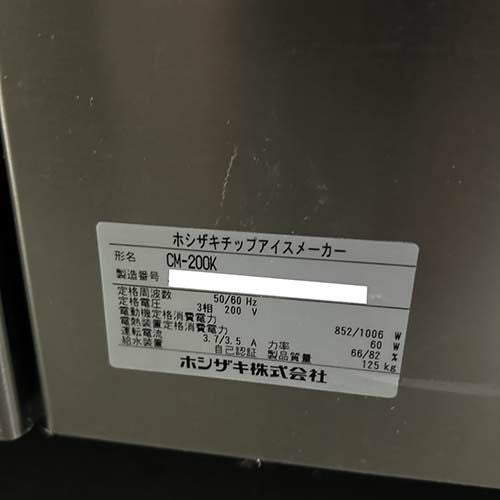 ホシザキチップアイスメーカー
形名 CM-200K
製造番号
定格周波数 50/60 Hz
定格電圧 3相 200 V
電動機定格消費電力 852/1006 W
電熱装置定格消費電力 60 W
運転電流 3.7/3.5 A 力率 66/82 %
給水装置 自己認証 製品質量 125 kg
ホシザキ株式会社